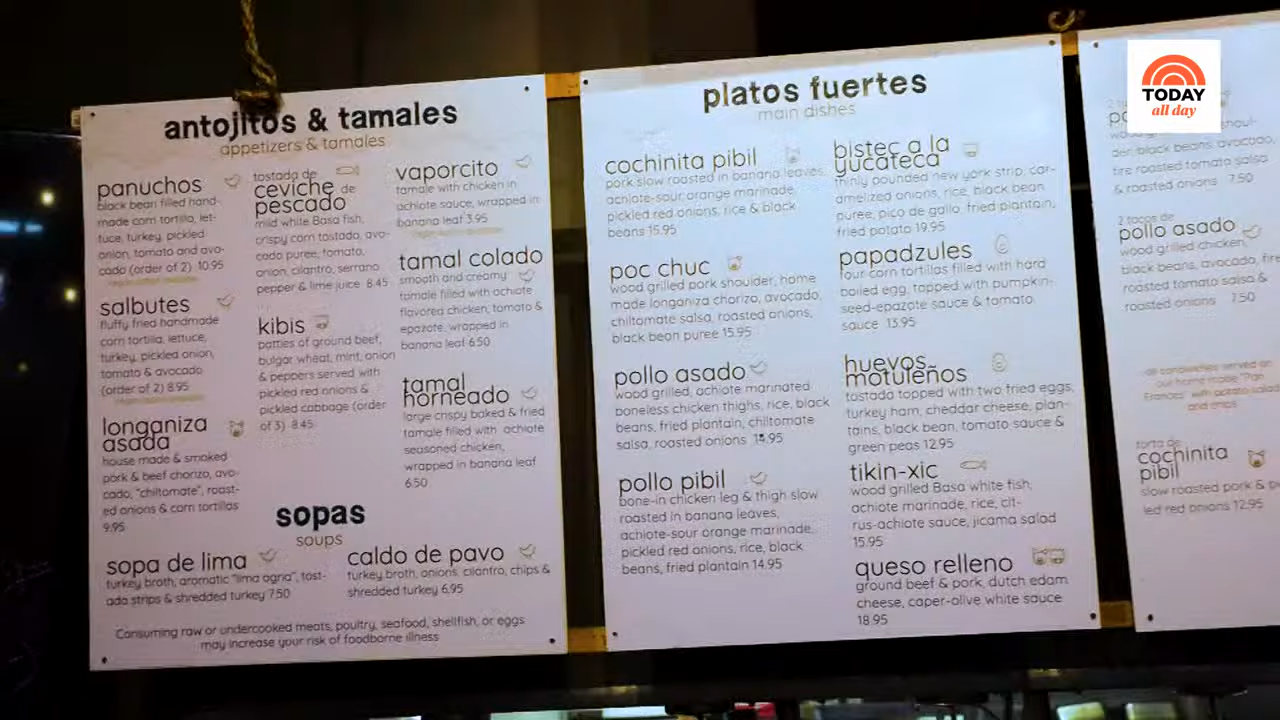 antojitos & tamales
appetizers & tamales
panuchos
black bean filled hand-
made corn tortilla, let-
tuce, turkey, pickled
onion, tomato and avo-
cado (order of 2) 10.95
salbutes
fluffy fried handmade
corn tortilla, lettuce,
turkey, pickled onion,
tomato & avocado
(order of 2) 8.95
longaniza
asada
house made & smoked
pork & beef chorizo, avo-
cado, "chiltomate", roast-
ed onions & corn tortillas
9.95
tostada de
ceviche de
pescado
mild white Basa fish,
crispy corn tostada, avo-
cado puree, tomato,
onion, cilantro, serrano
pepper & lime juice 8.45
kibis
patties of ground beef,
bulgar wheat, mint, onion
& peppers served with
pickled red onions &
pickled cabbage (order
of 3) 8.45
vaporcito
tamale with chicken in
achiote sauce, wrapped in
banana leaf 3.95
tamal colado
smooth and creamy
tamale filled with achiote
flavored chicken, tomato &
epazote, wrapped in
banana leaf 6.50
tamal
horneado
large crispy baked & fried
tamale filled with achiote
seasoned chicken,
wrapped in banana leaf
6.50
sopas
soups
sopa de lima
turkey broth, aromatic "lima agria", tost-
ada strips & shredded turkey 7.50
caldo de pavo
turkey broth, onions, cilantro, chips &
shredded turkey 6.95
Consuming raw or undercooked meats, poultry, seafood, shellfish, or eggs
may increase your risk of foodborne illness
platos fuertes
main dishes
cochinita pibil
pork slow roasted in banana leaves,
achiote-sour orange marinade,
pickled red onions, rice & black
beans 15.95
poc chuc
wood grilled pork shoulder, home
made longaniza chorizo, avocado,
chiltomate salsa, roasted onions,
black bean puree 15.95
pollo asado
wood grilled, achiote marinated
boneless chicken thighs, rice, black
beans, fried plantain, chiltomate
salsa, roasted onions
pollo pibil
bone-in chicken leg & thigh slow
roasted in banana leaves,
achiote-sour orange marinade,
pickled red onions, rice, black
beans, fried plantain 14.95
bistec a la
yucateca
thinly pounded new york strip, car-
amelized onions, rice, black bean
puree, pico de gallo, fried plantain,
fried potato 19.95
papadzules
four corn tortillas filled with hard
boiled egg, topped with pumpkin-
seed-epazote sauce & tomato
sauce 13.95
huevos
motuleños
tostada topped with two fried eggs,
turkey ham, cheddar cheese, plan-
tains, black bean, tomato sauce &
green peas 12.95
tikin-xic
wood grilled Basa white fish,
achiote marinade, rice, cit-
rus-achiote sauce, jicama salad
15.95
queso relleno
ground beef & pork, dutch edam
cheese, caper-olive white sauce
18.95
der, black beans, avocado,
fire roasted tomato salsa
& roasted onions 7.50
2 tacos de
pollo asado
wood grilled chicken,
black beans, avocado, fire
roasted tomato salsa &
roasted onions 7.50
all sandwiches served on
our home made "Pan
Frances" with potato salad
and chips
torta de
cochinita
pibil
slow roasted pork &
led red onions 12.95
TODAY
all day